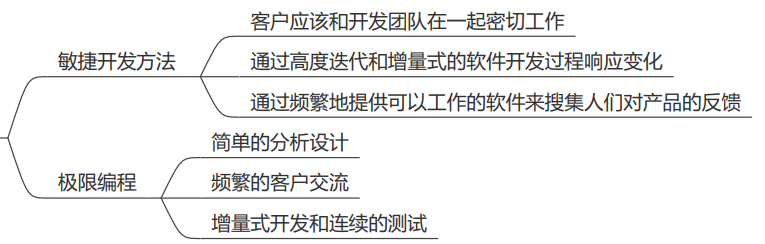 敏捷开发方法
客户应该和开发团队在一起密切工作
通过高度迭代和增量式的软件开发过程响应变化
通过频繁地提供可以工作的软件来搜集人们对产品的反馈
极限编程
简单的分析设计
频繁的客户交流
增量式开发和连续的测试